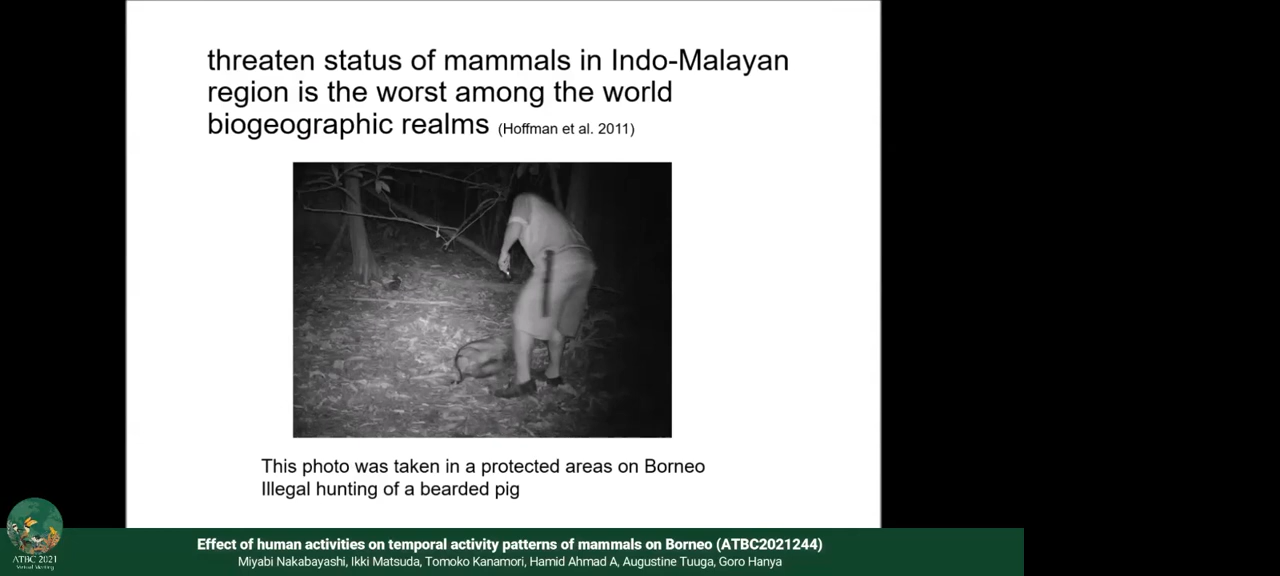 threaten status of mammals in Indo-Malayan
region is the worst among the world
biogeographic realms (Hoffman et al. 2011)
This photo was taken in a protected areas on Borneo
Illegal hunting of a bearded pig
ATBC 2021
Virtual Meeting
Effect of human activities on temporal activity patterns of mammals on Borneo (ATBC2021244)
Miyabi Nakabayashi, Ikki Matsuda, Tomoko Kanamori, Hamid Ahmad A, Augustine Tuuga, Goro Hanya